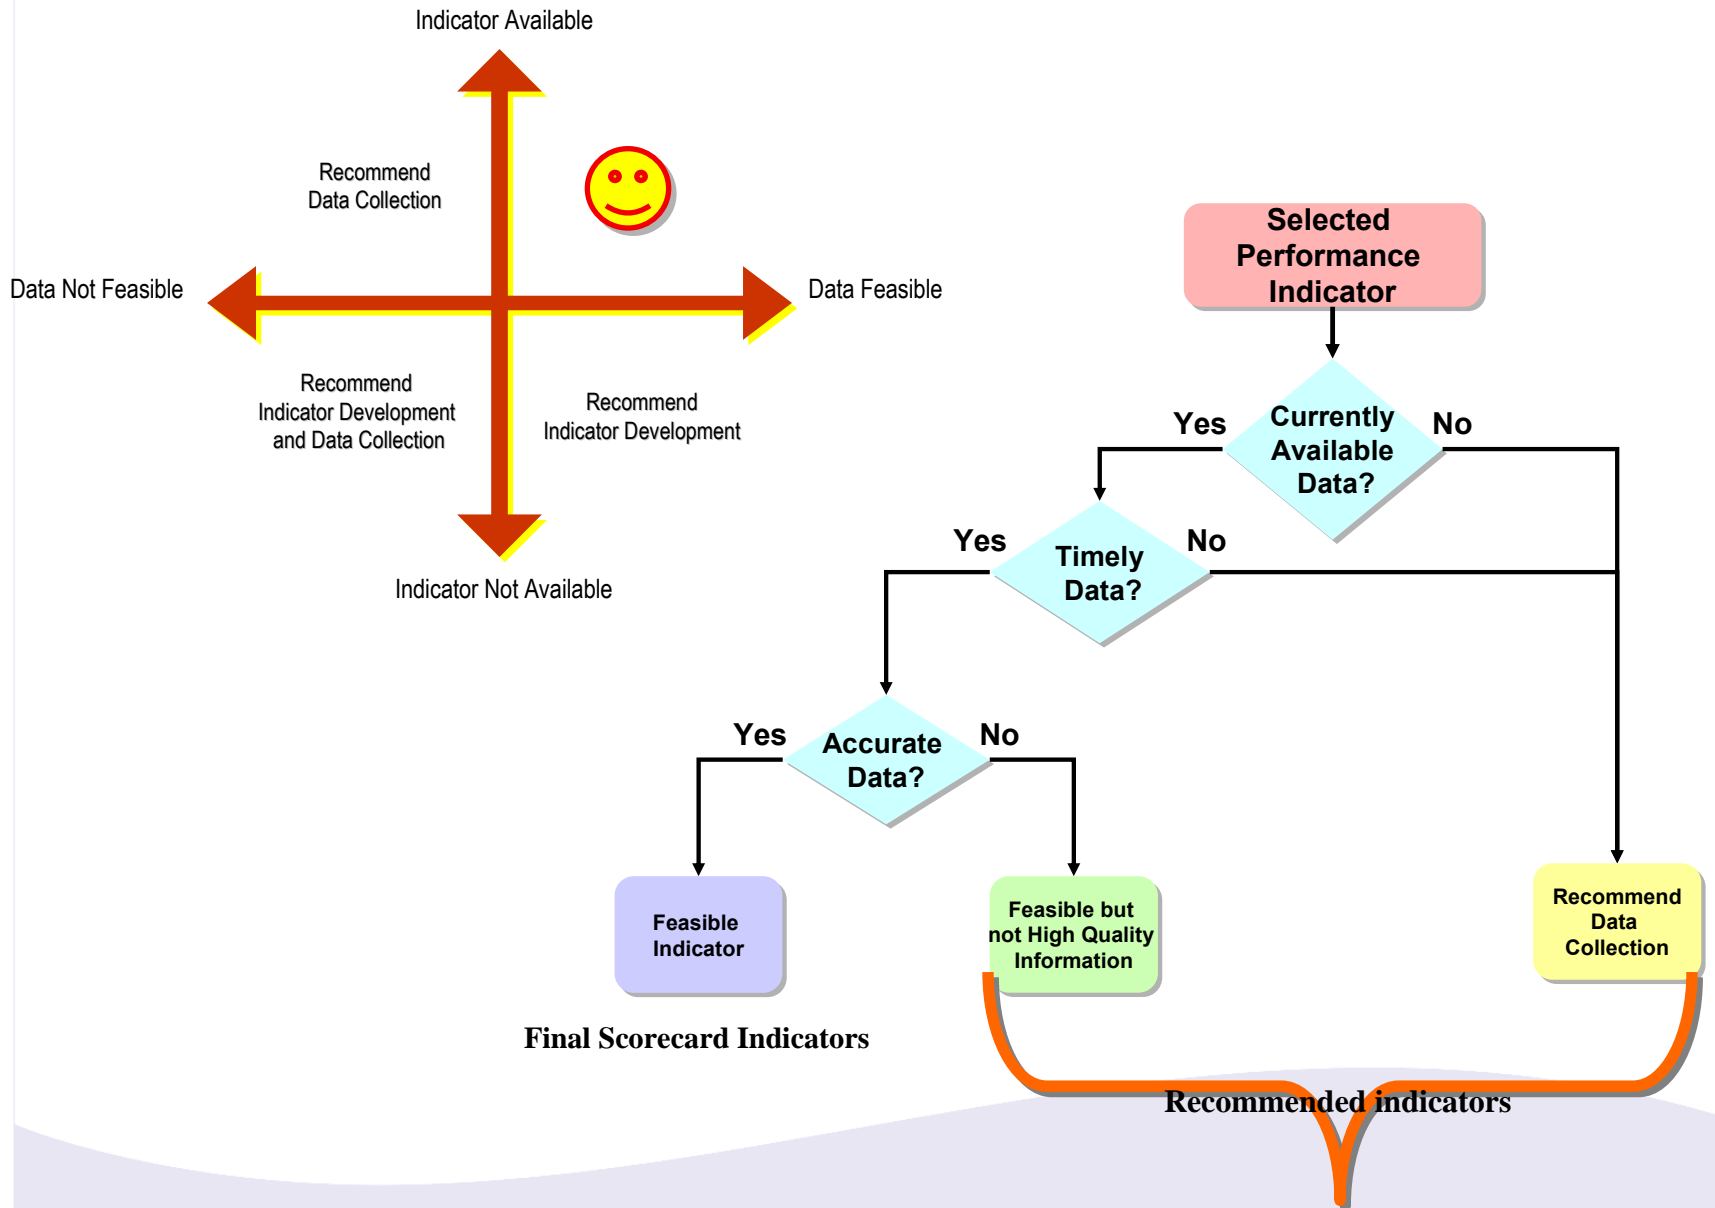 Indicator Available
Recommend
Data Collection
Data Not Feasible
Data Feasible
Recommend
Indicator Development
and Data Collection
Recommend
Indicator Development
Indicator Not Available
Selected
Performance
Indicator
Yes
Currently
Available
Data?
No
Yes
Timely
Data?
No
Yes
Accurate
Data?
No
Feasible
Indicator
Feasible but
not High Quality
Information
Recommend
Data
Collection
Final Scorecard Indicators
Recommended indicators